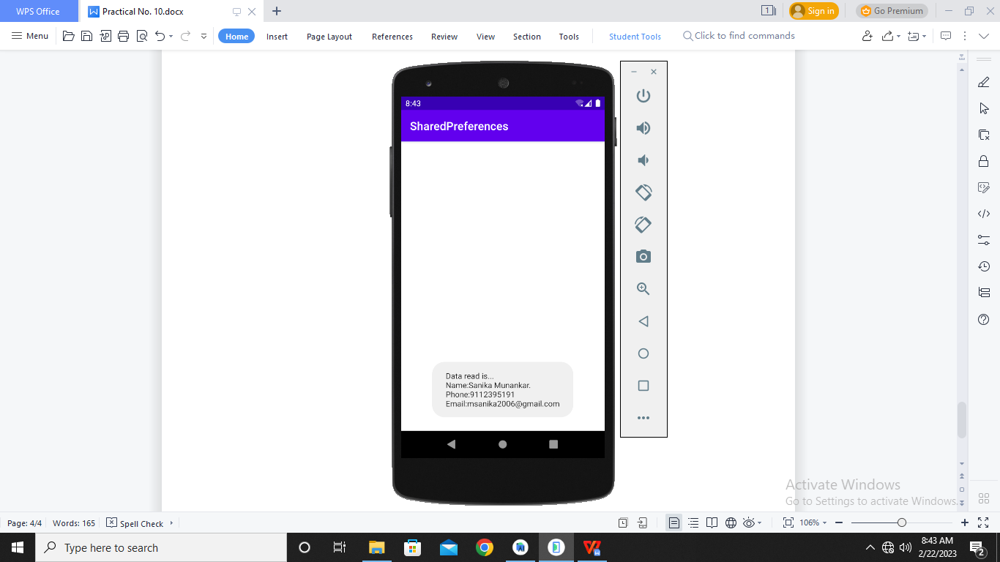 WPS Office
Practical No. 10.docx
1
Sign in
Go Premium
Menu
Home
Insert
Page Layout
References
Review
View
Section
Tools
Student Tools
Click to find commands
8:43
SharedPreferences
Data read is...
Name:Sanika Munankar.
Phone:9112395191
Email:msanika2006@gmail.com
Activate Windows
Go to Settings to activate Windows.
Page: 4/4
Words: 165
Spell Check
106%
Type here to search
8:43 AM
2/22/2023
2